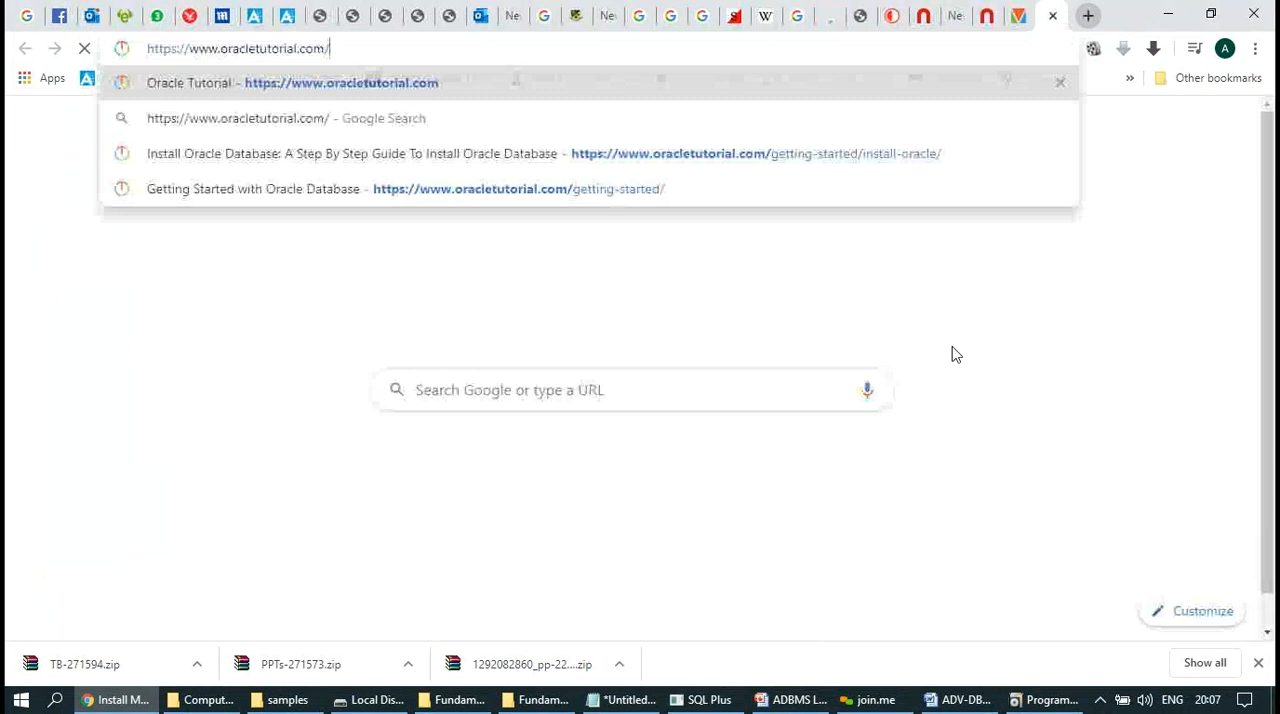 Ne
Ne
Ne
https://www.oracletutorial.com/
A
Apps
»
Other bookmarks
Oracle Tutorial - https://www.oracletutorial.com
https://www.oracletutorial.com/ - Google Search
Install Oracle Database: A Step By Step Guide To Install Oracle Database - https://www.oracletutorial.com/getting-started/install-oracle/
Getting Started with Oracle Database - https://www.oracletutorial.com/getting-started/
Search Google or type a URL
Customize
TB-271594.zip
PPTs-271573.zip
1292082860_pp-22....zip
Show all
Install M...
Comput...
samples
Local Dis...
Fundam...
Fundam...
*Untitled...
SQL Plus
ADBMS L...
join.me
ADV-DB...
Program...
ENG
20:07